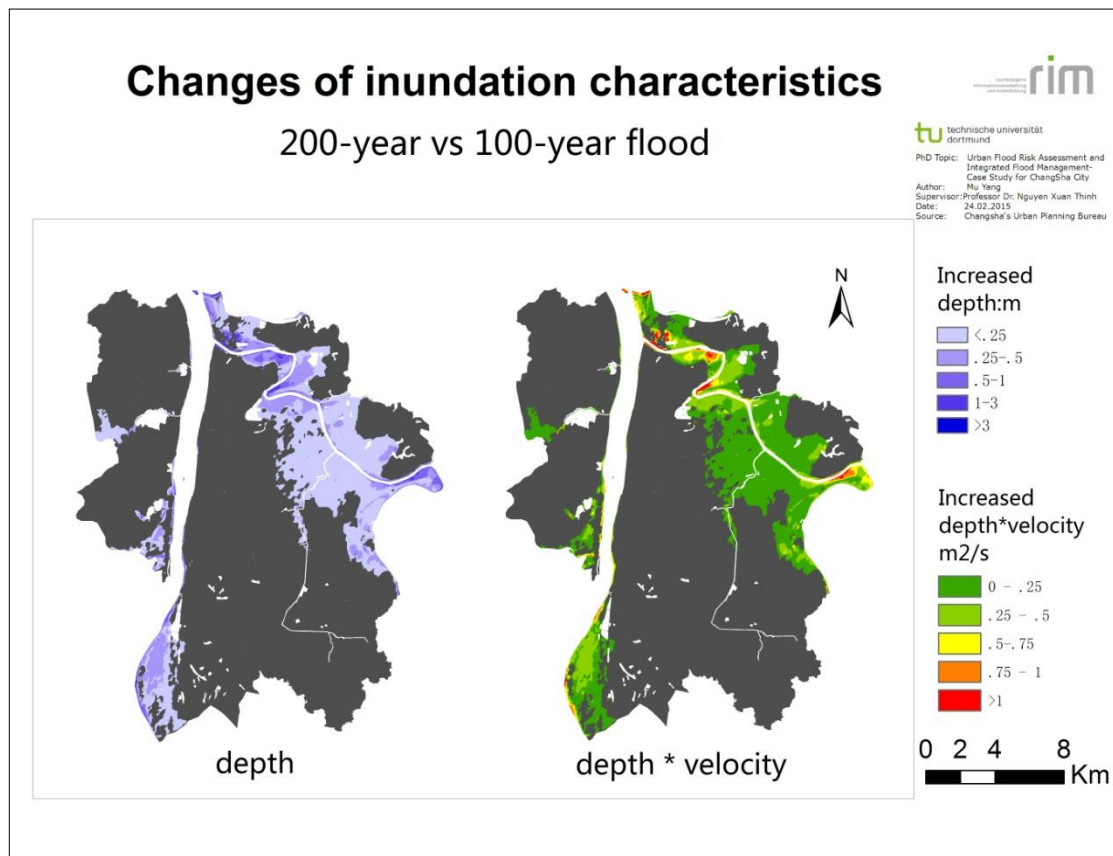 Changes of inundation characteristics
200-year vs 100-year flood
rim
tu technische universität
dortmund
PhD Topic: Urban Flood Risk Assessment and
Integrated Flood Management-
Case Study for ChangSha City
Author: Mu Yang
Supervisor:Professor Dr. Nguyen Xuan Thinh
Date: 24.02.2015
Source: Changsha's Urban Planning Bureau
N
Increased
depth:m
<.25
.25-.5
.5-1
1-3
>3
Increased
depth*velocity
m2/s
0 - .25
.25 - .5
.5-.75
.75 - 1
>1
depth
depth * velocity
0 2 4 8
Km